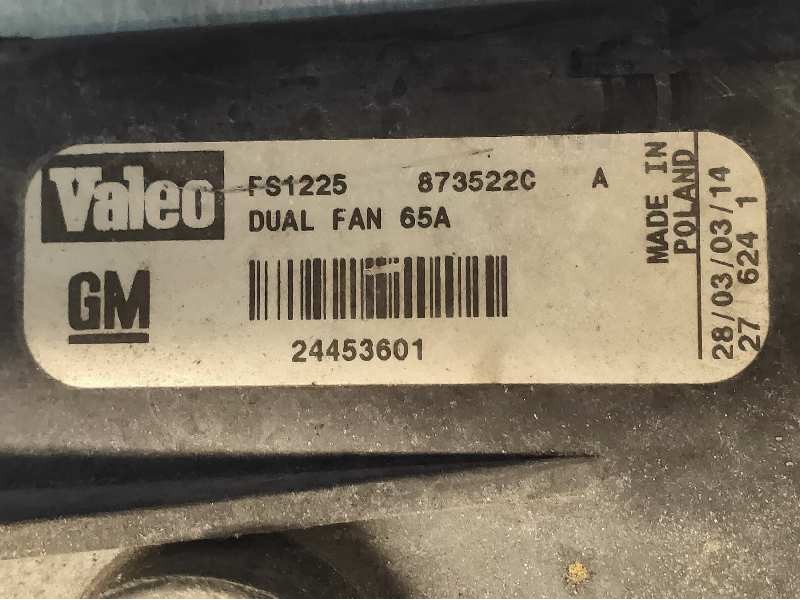 Valeo
FS1225 873522C A
DUAL FAN 65A
GM
24453601
MADE IN
POLAND
28/03/03/14
27 624 1